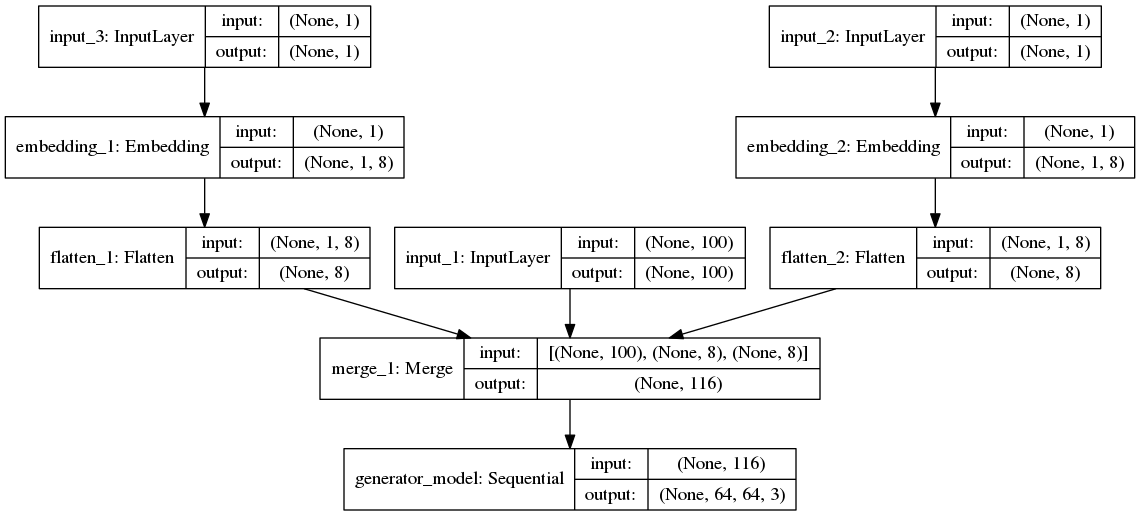 input_3: InputLayer
input: (None, 1)
output: (None, 1)
input_2: InputLayer
input: (None, 1)
output: (None, 1)
embedding_1: Embedding
input: (None, 1)
output: (None, 1, 8)
embedding_2: Embedding
input: (None, 1)
output: (None, 1, 8)
flatten_1: Flatten
input: (None, 1, 8)
output: (None, 8)
input_1: InputLayer
input: (None, 100)
output: (None, 100)
flatten_2: Flatten
input: (None, 1, 8)
output: (None, 8)
merge_1: Merge
input: [(None, 100), (None, 8), (None, 8)]
output: (None, 116)
generator_model: Sequential
input: (None, 116)
output: (None, 64, 64, 3)